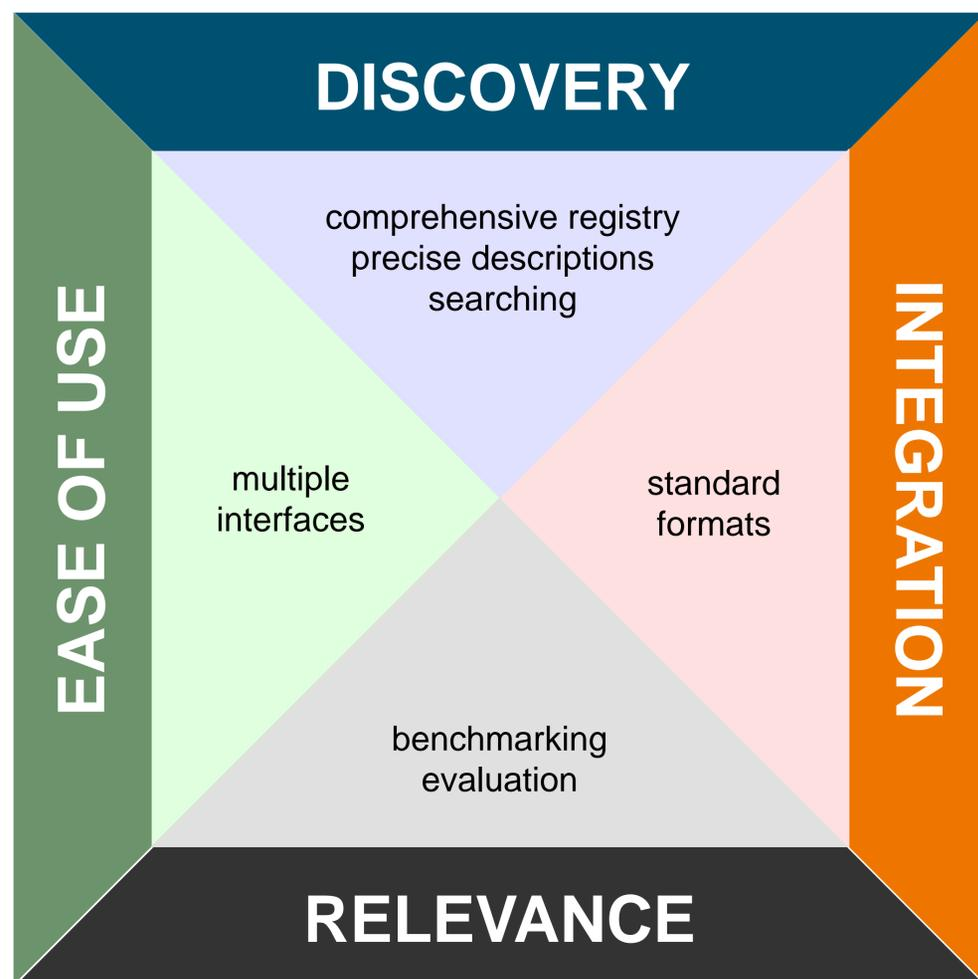 DISCOVERY
comprehensive registry
precise descriptions
searching
EASE OF USE
multiple
interfaces
standard
formats
INTEGRATION
benchmarking
evaluation
RELEVANCE